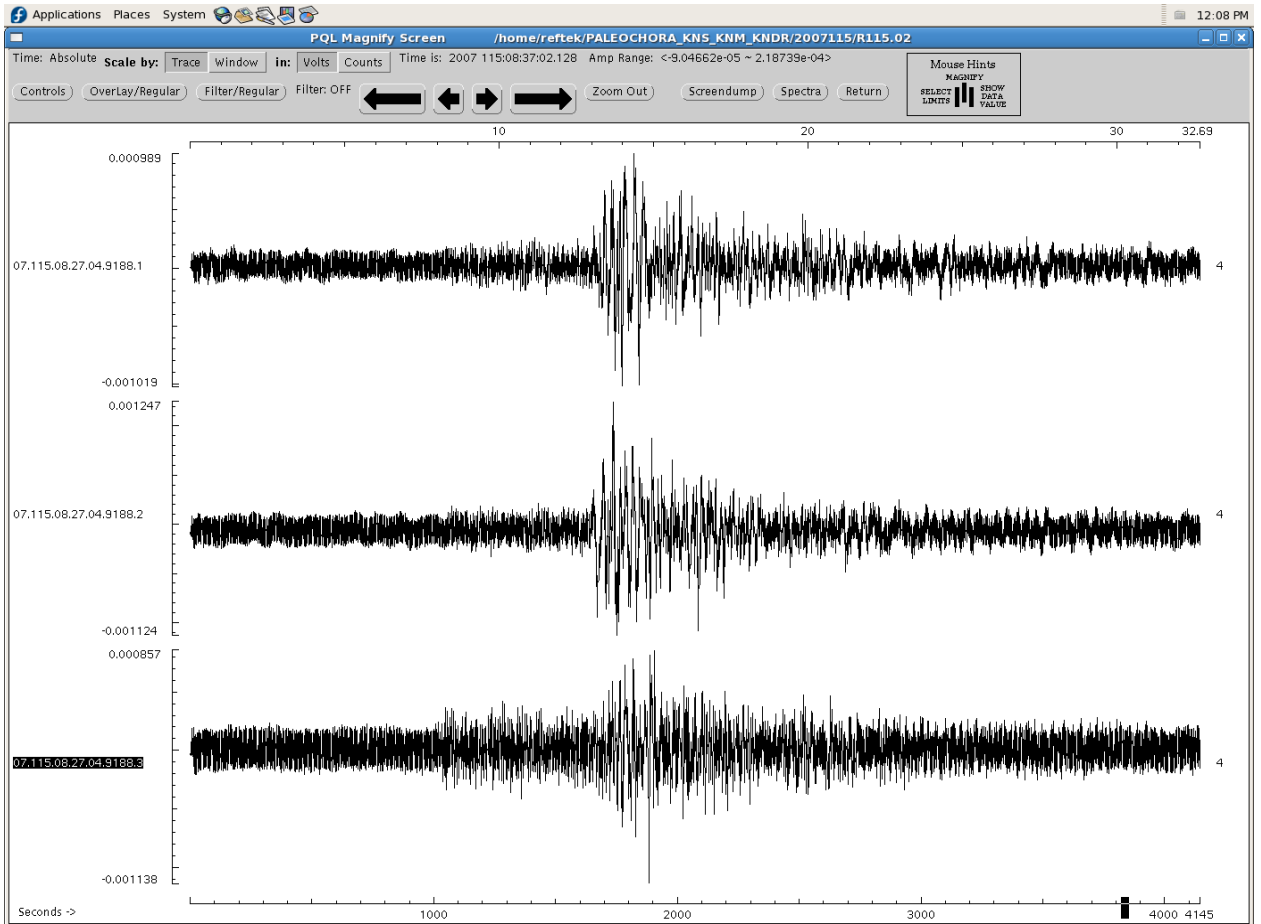 Applications Places System 12:08 PM
PQL Magnify Screen /home/reftek/PALEOCHORA_KNS_KNM_KNDR/2007115/R115.02
Time: Absolute Scale by: Trace Window in: Volts Counts Time is: 2007 115:08:37:02.128 Amp Range: <-9.04662e-05 ~ 2.18739e-04>
Controls OverLay/Regular Filter/Regular Filter: OFF Zoom Out Screendump Spectra Return
Mouse Hints
MAGNIFY
SELECT LIMITS
SHOW DATA VALUE
10 20 30 32.69
0.000989
07.115.08.27.04.9188.1 4
-0.001019
0.001247
07.115.08.27.04.9188.2 4
-0.001124
0.000857
07.115.08.27.04.9188.3 4
-0.001138
Seconds -> 1000 2000 3000 4000 4145